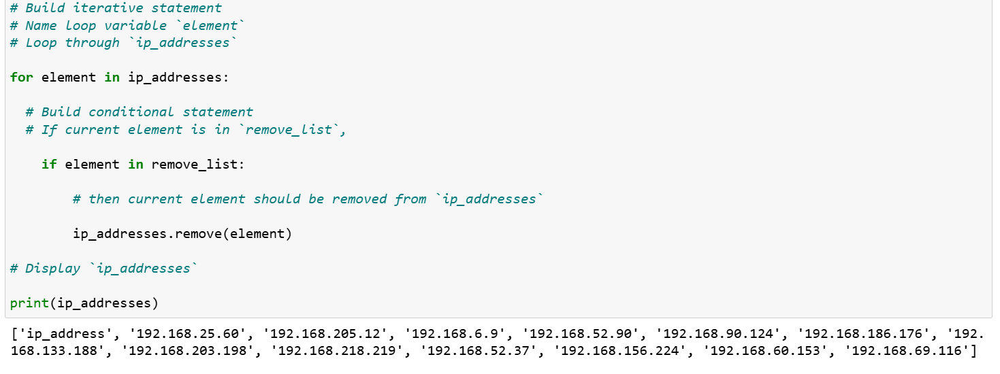 # Build iterative statement
# Name loop variable `element`
# Loop through `ip_addresses`
for element in ip_addresses:
# Build conditional statement
# If current element is in `remove_list`,
if element in remove_list:
# then current element should be removed from `ip_addresses`
ip_addresses.remove(element)
# Display `ip_addresses`
print(ip_addresses)
['ip_address', '192.168.25.60', '192.168.205.12', '192.168.6.9', '192.168.52.90', '192.168.90.124', '192.168.186.176', '192.
168.133.188', '192.168.203.198', '192.168.218.219', '192.168.52.37', '192.168.156.224', '192.168.60.153', '192.168.69.116']